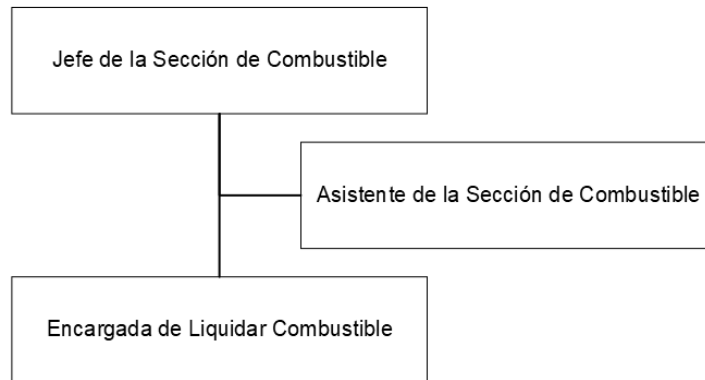 Jefe de la Sección de Combustible
Asistente de la Sección de Combustible
Encargada de Liquidar Combustible